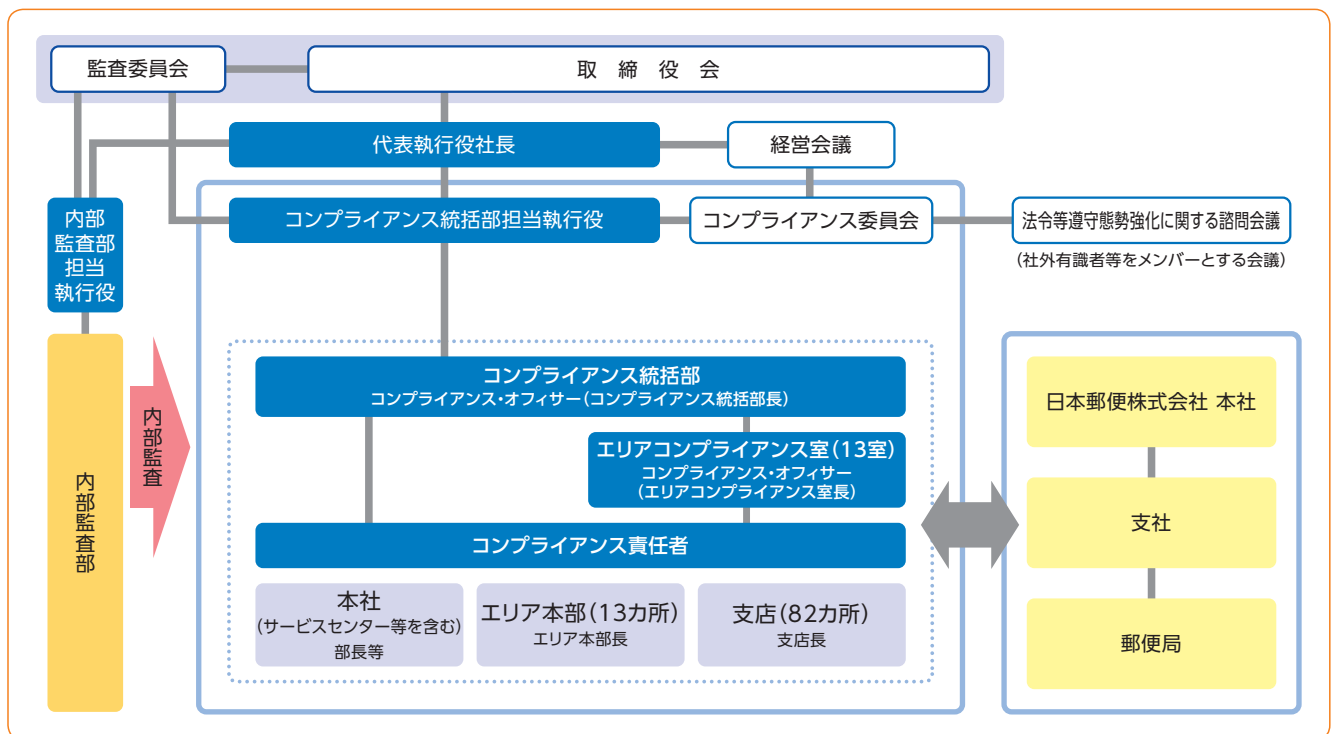 監査委員会
取締役会
代表執行役社長
経営会議
内部
監査部
担当
執行役
コンプライアンス統括部担当執行役
コンプライアンス委員会
法令等遵守態勢強化に関する諮問会議
(社外有識者等をメンバーとする会議)
内部監査部
内部監査
コンプライアンス統括部
コンプライアンス・オフィサー(コンプライアンス統括部長)
エリアコンプライアンス室(13室)
コンプライアンス・オフィサー
(エリアコンプライアンス室長)
コンプライアンス責任者
本社
(サービスセンター等を含む)
部長等
エリア本部(13カ所)
エリア本部長
支店(82カ所)
支店長
日本郵便株式会社 本社
支社
郵便局